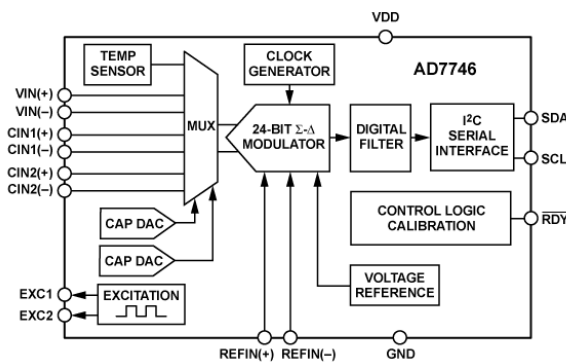 VDD
TEMP
SENSOR
CLOCK
GENERATOR
AD7746
VIN(+)
VIN(–)
CIN1(+)
CIN1(–)
CIN2(+)
CIN2(–)
MUX
24-BIT Σ-Δ
MODULATOR
DIGITAL
FILTER
I²C
SERIAL
INTERFACE
SDA
SCL
CAP DAC
CAP DAC
CONTROL LOGIC
CALIBRATION
RDY
EXC1
EXC2
EXCITATION
VOLTAGE
REFERENCE
REFIN(+)
REFIN(–)
GND